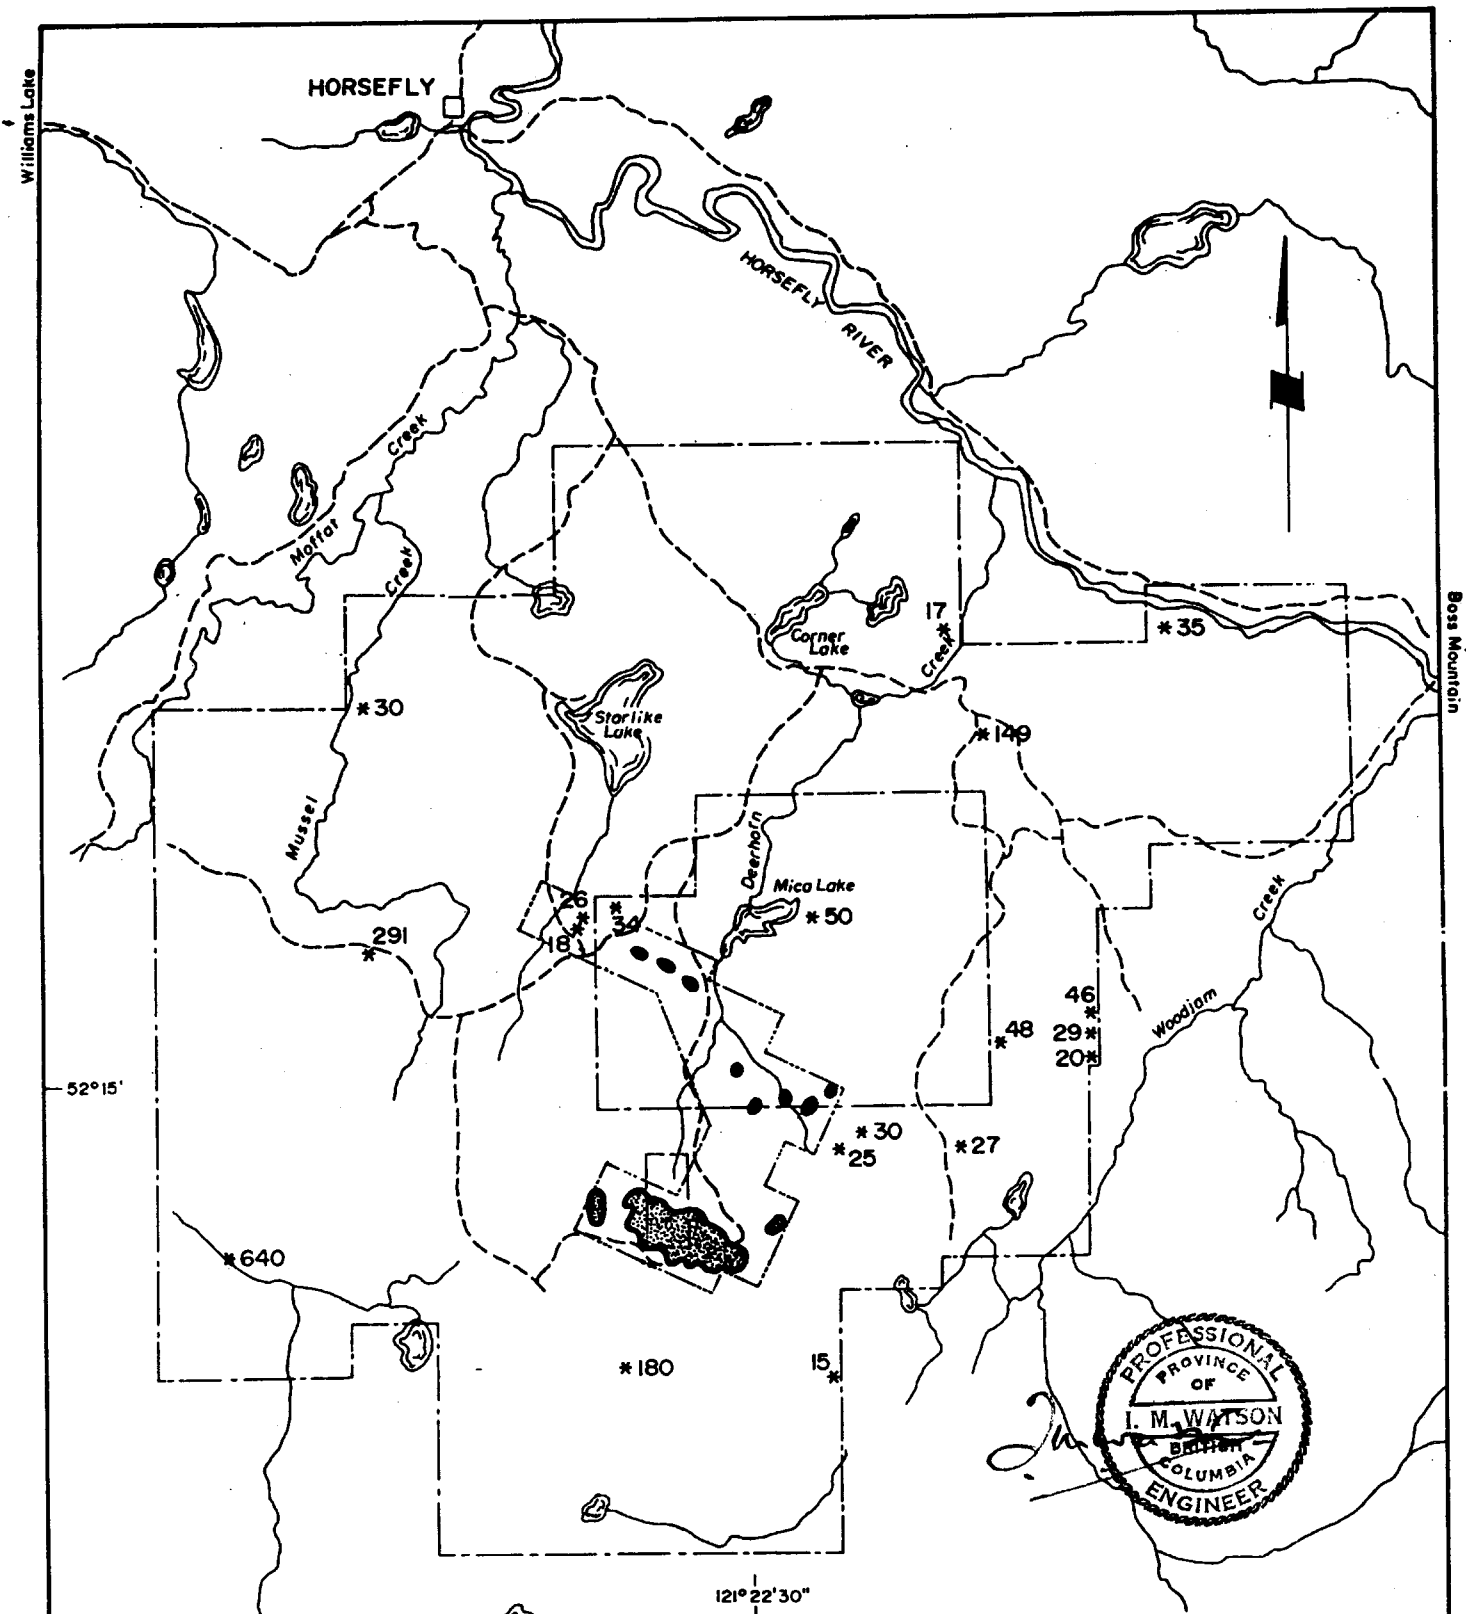 HORSEFLY
Williams Lake
HORSEFLY
RIVER
Creek
Moffat
Creek
Boss Mountain
17
*35
Corner
Lake
Creek
*30
Starlike
Lake
*149
Mussel
Deerhorn
Mica Lake
*50
26
34
18
291
Creek
46
29*
20*
48
Woodjam
52°15'
*30
*25
*27
*640
*180
15
PROFESSIONAL
PROVINCE
OF
I. M. WATSON
BRITISH
COLUMBIA
ENGINEER
121°22'30"